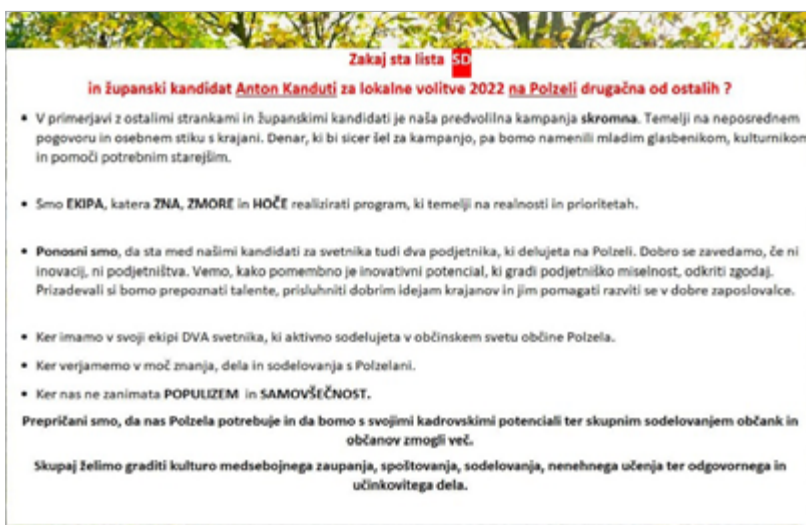 Zakaj sta lista SD
in županski kandidat Anton Kanduti za lokalne volitve 2022 na Polzeli drugačna od ostalih ?
• V primerjavi z ostalimi strankami in županskimi kandidati je naša predvolilna kampanja skromna. Temelji na neposrednem
pogovoru in osebnem stiku s krajani. Denar, ki bi sicer šel za kampanjo, pa bomo namenili mladim glasbenikom, kulturnikom
in pomoči potrebnim starejšim.
• Smo EKIPA, katera ZNA, ZMORE in HOČE realizirati program, ki temelji na realnosti in prioritetah.
• Ponosni smo, da sta med našimi kandidati za svetnika tudi dva podjetnika, ki delujeta na Polzeli. Dobro se zavedamo, če ni
inovacij, ni podjetništva. Vemo, kako pomembno je inovativni potencial, ki gradi podjetniško miselnost, odkriti zgodaj.
Prizadevali si bomo prepoznati talente, prisluhniti dobrim idejam krajanov in jim pomagati razviti se v dobre zaposlovalce.
• Ker imamo v svoji ekipi DVA svetnika, ki aktivno sodelujeta v občinskem svetu občine Polzela.
• Ker verjamemo v moč znanja, dela in sodelovanja s Polzelani.
• Ker nas ne zanimata POPULIZEM in SAMOVŠEČNOST.
Prepričani smo, da nas Polzela potrebuje in da bomo s svojimi kadrovskimi potenciali ter skupnim sodelovanjem občank in
občanov zmogli več.
Skupaj želimo graditi kulturo medsebojnega zaupanja, spoštovanja, sodelovanja, nenehnega učenja ter odgovornega in
učinkovitega dela.